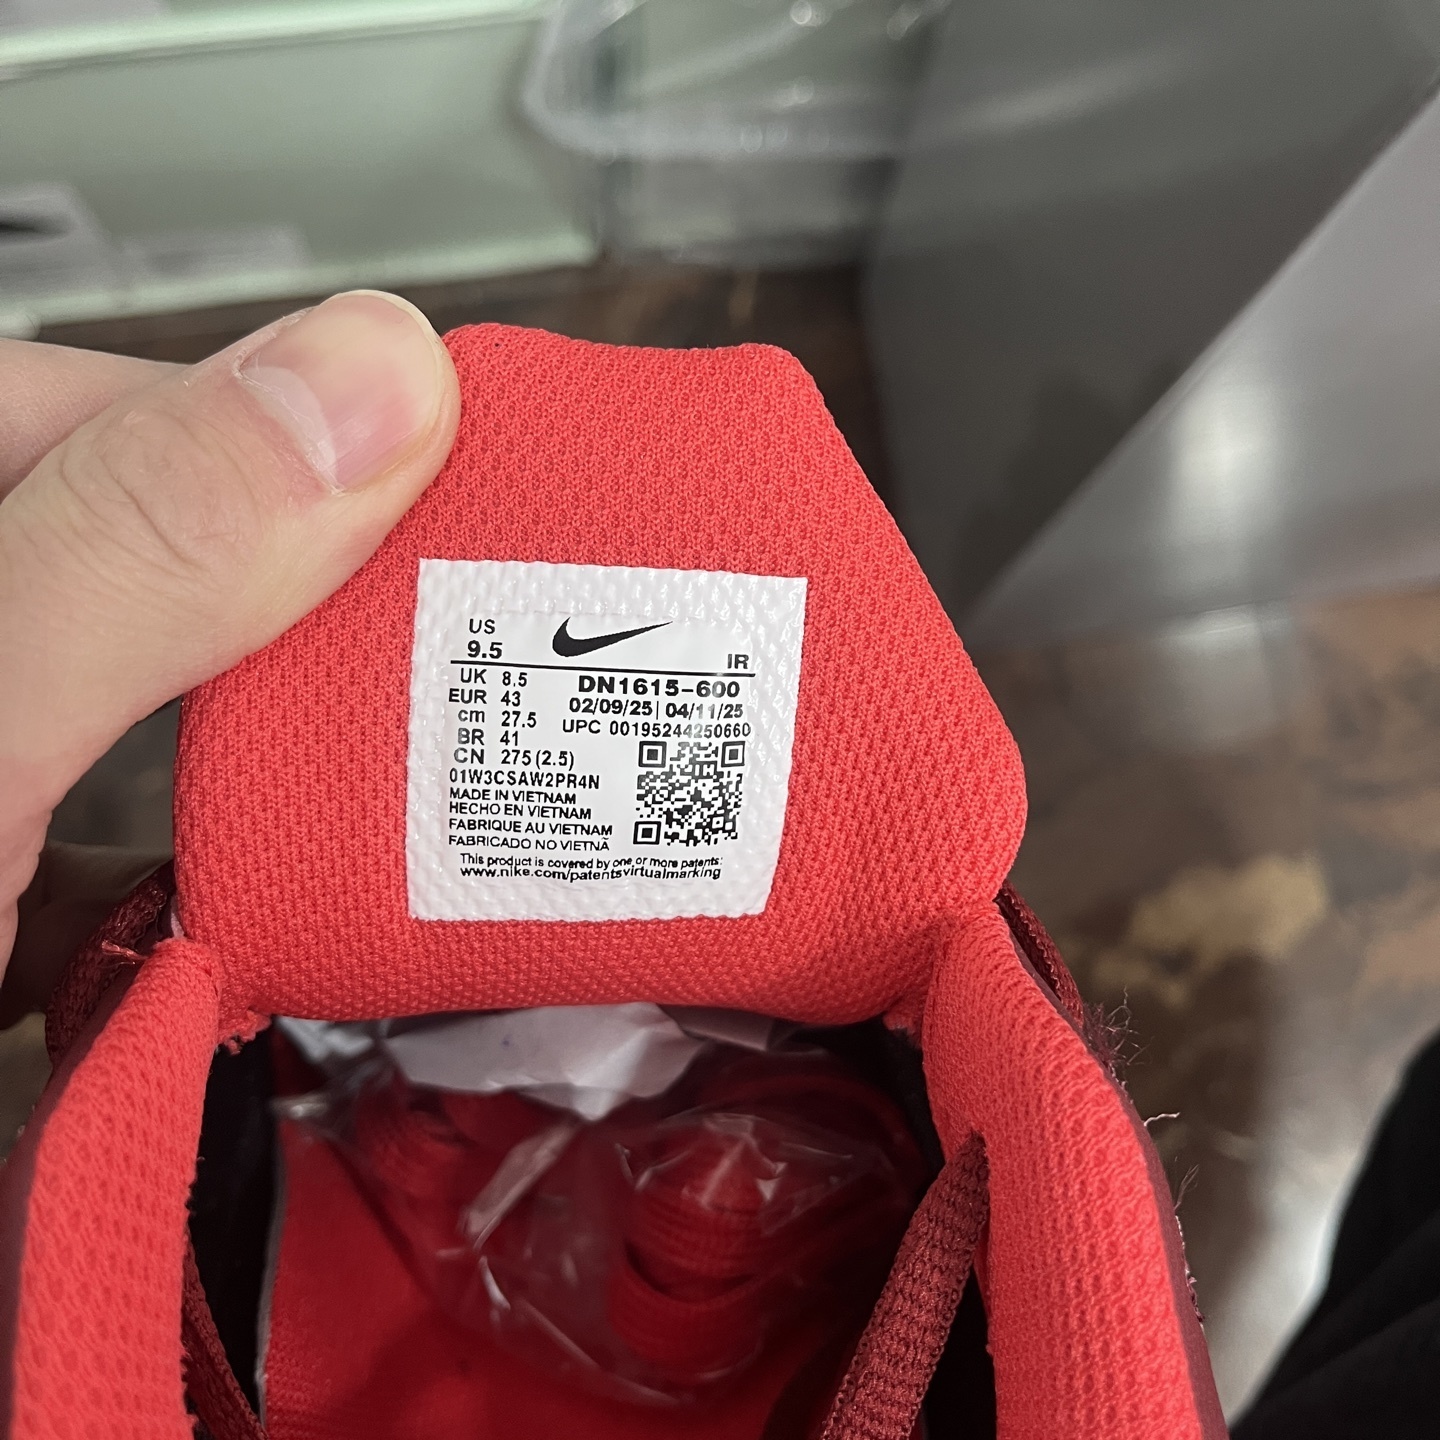 US
9.5
IR
UK 8.5 DN1615-600
EUR 43 02/09/25 | 04/11/25
cm 27.5 UPC 00195244250660
BR 41
CN 275(2.5)
01W3CSAW2PR4N
MADE IN VIETNAM
HECHO EN VIETNAM
FABRIQUE AU VIETNAM
FABRICADO NO VIETNÃ
This product is covered by one or more patents:
www.nike.com/patentsvirtualmarking